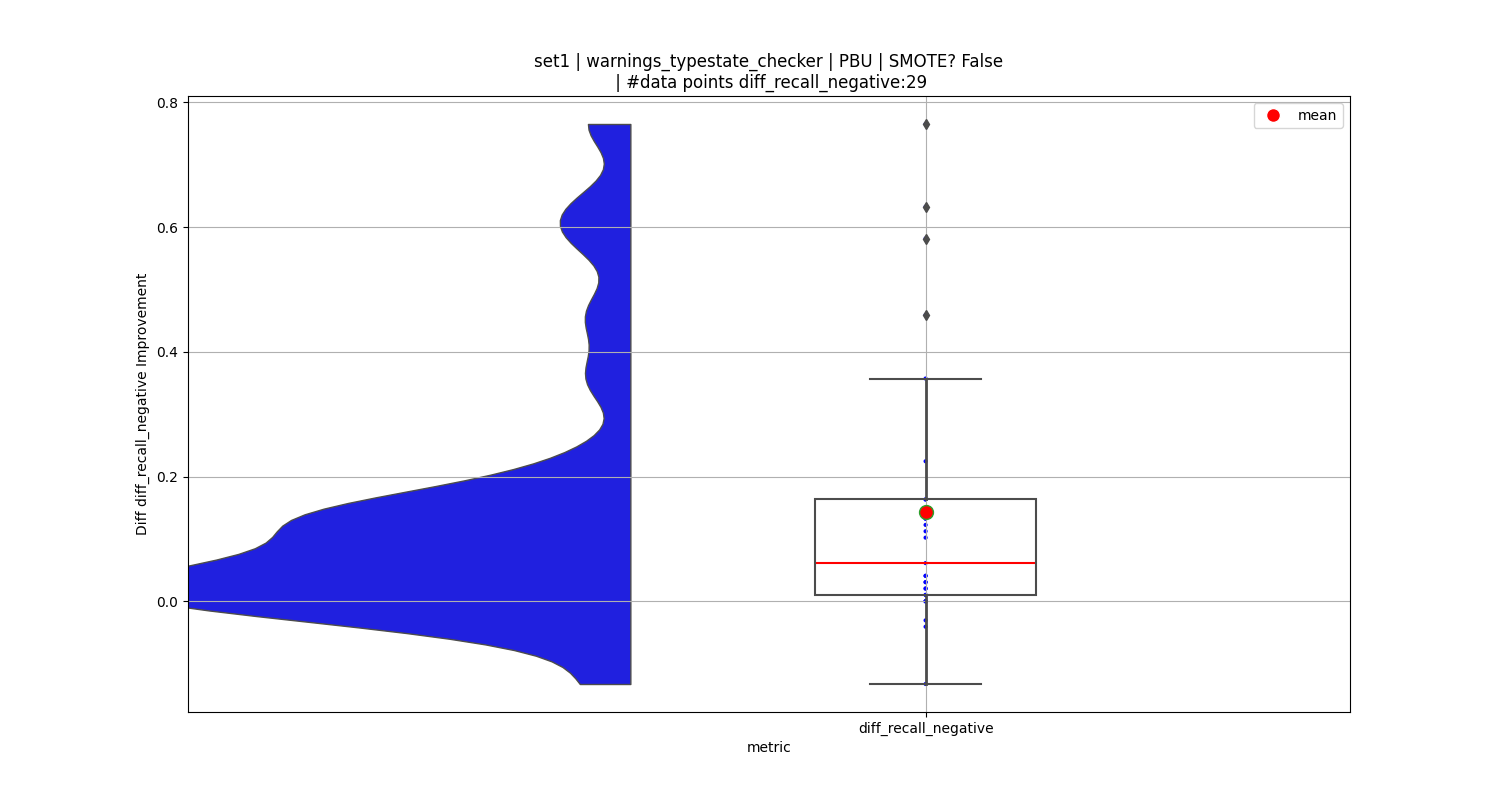 set1 | warnings_typestate_checker | PBU | SMOTE? False
| #data points diff_recall_negative:29
mean
0.8
0.6
0.4
0.2
0.0
Diff diff_recall_negative Improvement
diff_recall_negative
metric